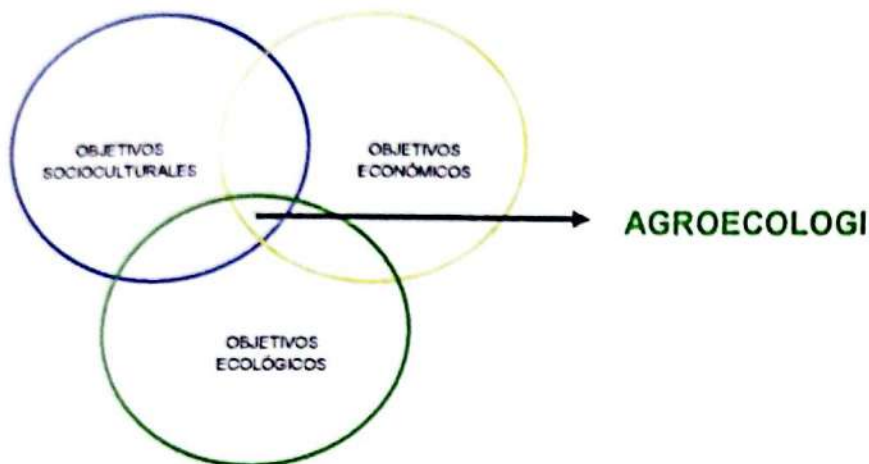 OBJETIVOS
SOCIOCULTURALES
OBJETIVOS
ECONÓMICOS
AGROECOLOGI
OBJETIVOS
ECOLÓGICOS